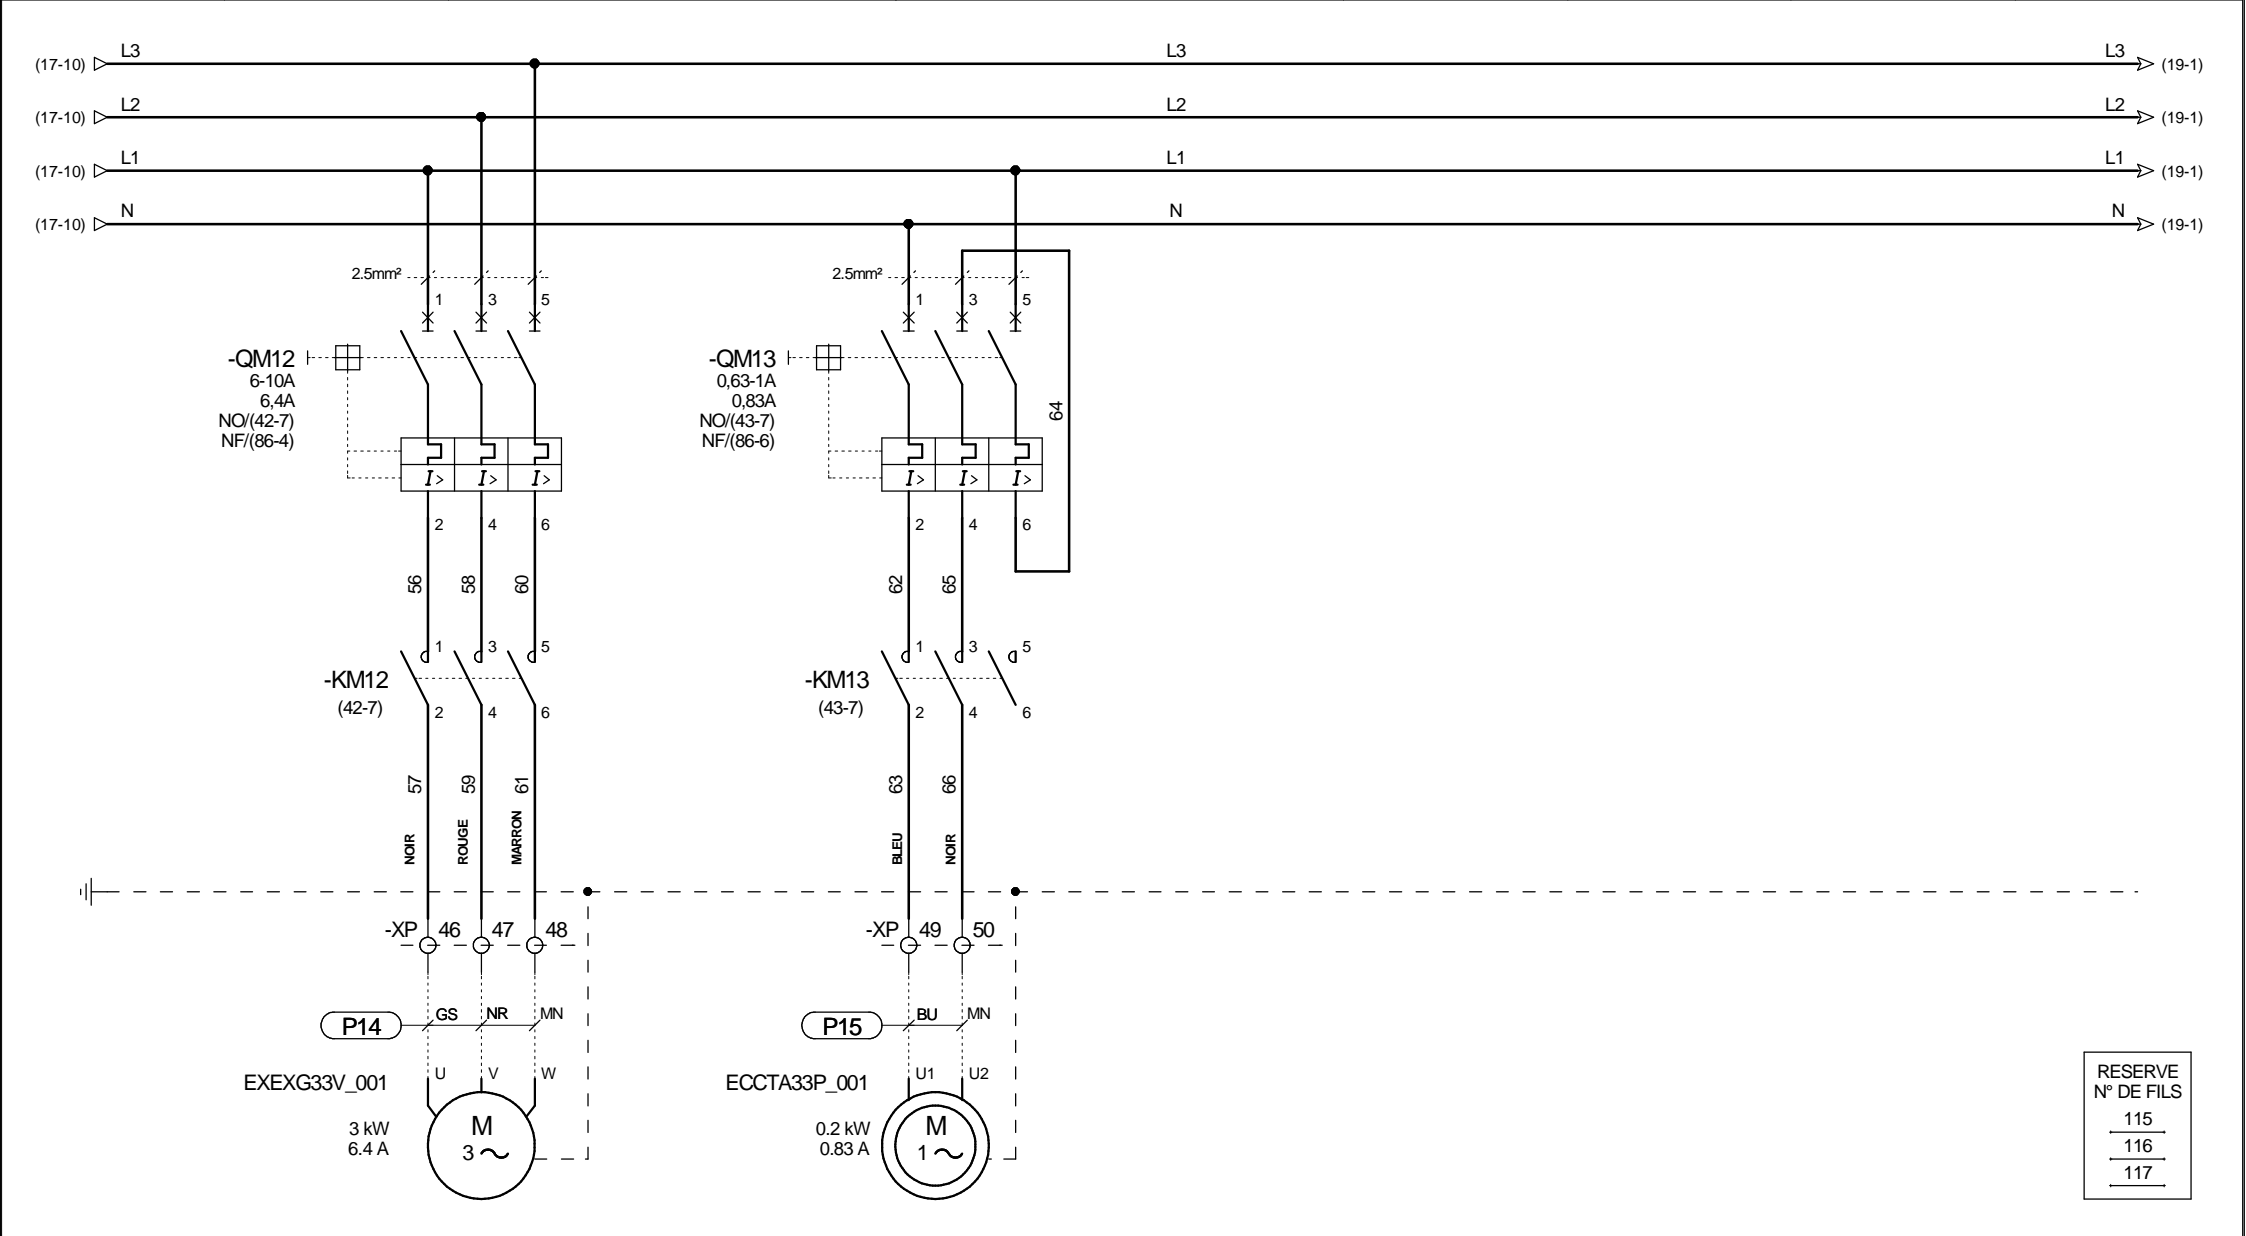 L3 L3 L3
(17-10) (19-1)
L2 L2 L2
(17-10) (19-1)
L1 L1 L1
(17-10) (19-1)
N N N
(17-10) (19-1)
2.5mm²
1 3 5
-QM12
6-10A
6,4A
NO/(42-7)
NF/(86-4)
I> I> I>
2 4 6
56 58 60
1 3 5
-KM12
(42-7)
2 4 6
57 59 61
NOIR ROUGE MARRON
-XP 46 47 48
P14 GS NR MN
U V W
EXEXG33V_001
3 kW
6.4 A
M
3
2.5mm²
1 3 5
-QM13
0,63-1A
0,83A
NO/(43-7)
NF/(86-6)
I> I> I>
64
2 4 6
62 65
1 3 5
-KM13
(43-7)
2 4 6
63 66
BLEU NOIR
-XP 49 50
P15 BU MN
U1 U2
ECCTA33P_001
0.2 kW
0.83 A
M
1
RESERVE
N° DE FILS
115
116
117